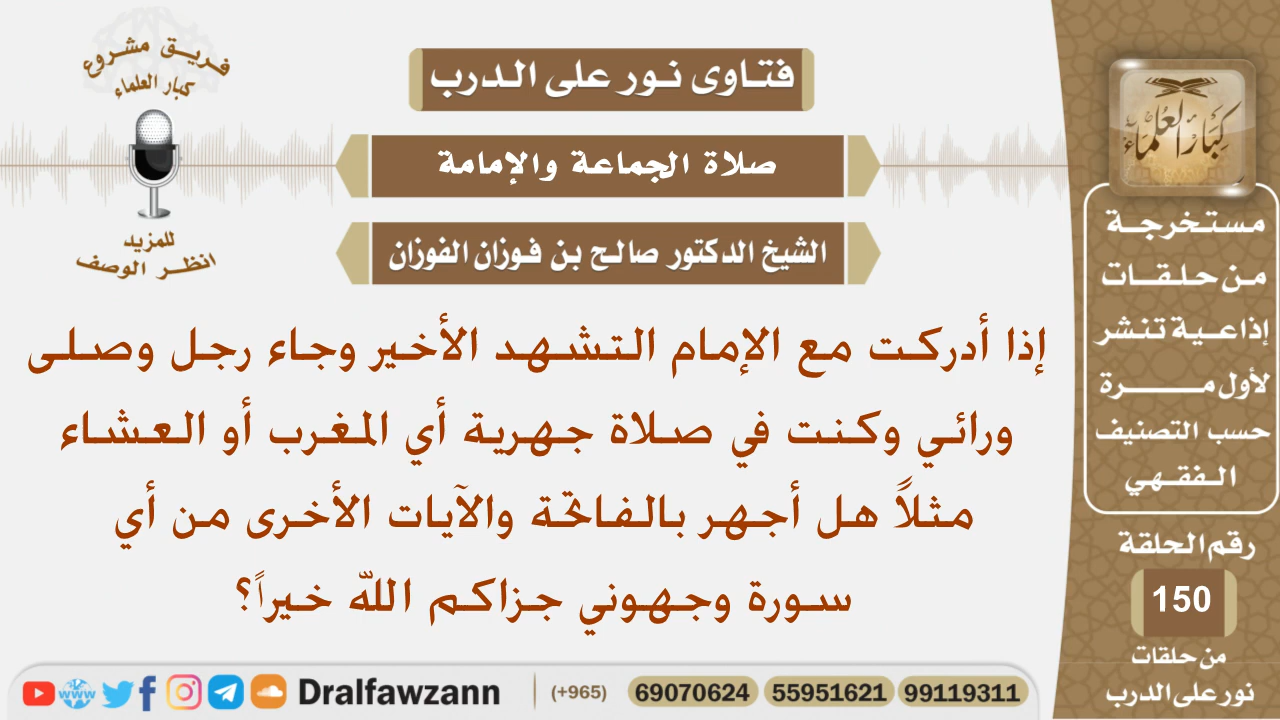 فتاوى نور على الدرب
صلاة الجماعة والإمامة
الشيخ الدكتور صالح بن فوزان الفوزان
إذا أدركت مع الإمام التشهد الأخير وجاء رجل وصلى
ورائي وكنت في صلاة جهرية أي المغرب أو العشاء
مثلاً هل أجهر بالفاتحة والآيات الأخرى من أي
سورة وجهوني جزاكم الله خيراً؟
كبار العلماء
مستخرجة
من حلقات
إذاعية تنشر
لأول مرة
حسب التصنيف
الفقهي
رقم الحلقة
150
من حلقات
نور على الدرب
فريق مشروع
كبار العلماء
للمزيد
انظر الوصف
www
Dralfawzann
(+965)
69070624
55951621
99119311